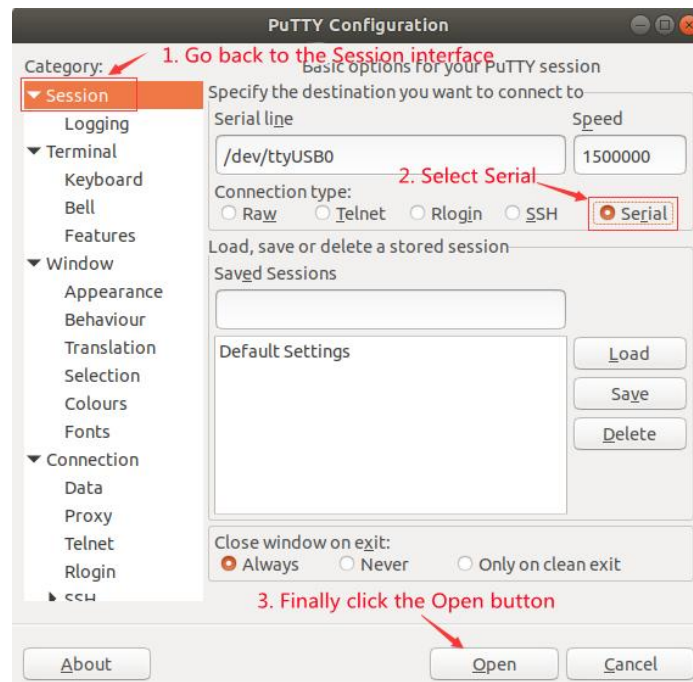 PuTTY Configuration
1. Go back to the Session interface
Category:
Basic options for your PuTTY session
Session
Logging
Terminal
Keyboard
Bell
Features
Window
Appearance
Behaviour
Translation
Selection
Colours
Fonts
Connection
Data
Proxy
Telnet
Rlogin
SSH
Specify the destination you want to connect to
Serial line Speed
/dev/ttyUSB0 1500000
2. Select Serial
Connection type:
Raw Telnet Rlogin SSH Serial
Load, save or delete a stored session
Saved Sessions
Default Settings
Load
Save
Delete
Close window on exit:
Always Never Only on clean exit
3. Finally click the Open button
About Open Cancel